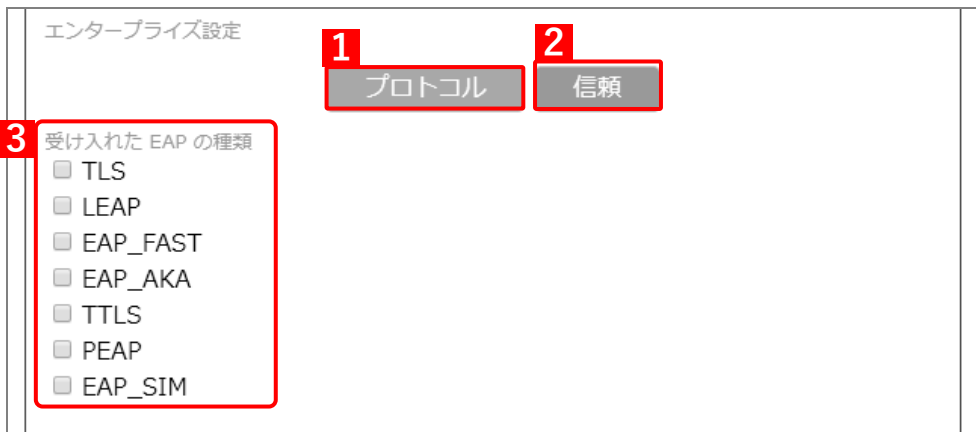 エンタープライズ設定
1
2
プロトコル
信頼
3
受け入れた EAP の種類
TLS
LEAP
EAP_FAST
EAP_AKA
TTLS
PEAP
EAP_SIM